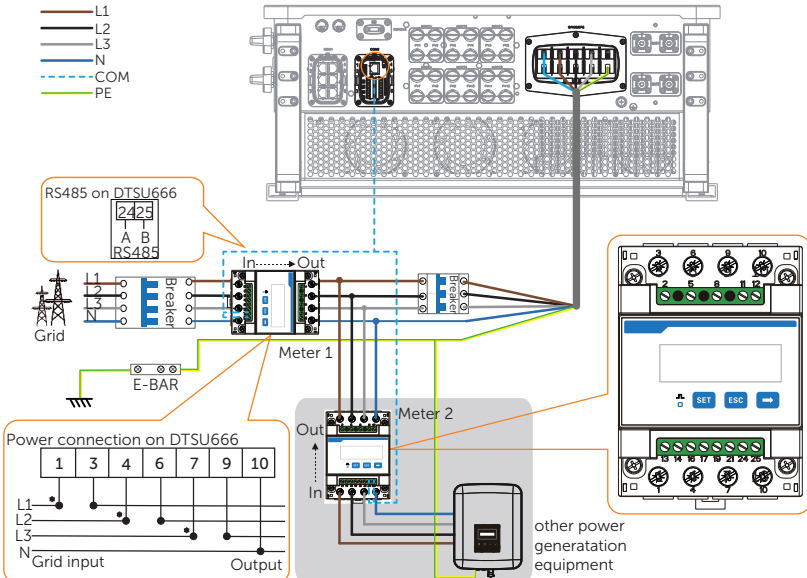 L1
L2
L3
N
COM
PE
RS485 on DTSU666
24 25
A B
RS485
In
Out
L1
L2
L3
N
Breaker
Breaker
Grid
Meter 1
E-BAR
Meter 2
Out
In
Power connection on DTSU666
1 3 4 6 7 9 10
* * *
L1
L2
L3
N
Grid input
Output
other power
generatation
equipment
3 6 9 10
2 5 8 11 12
SET ESC
13 14 16 17 19 21 24 25
1 4 7 10